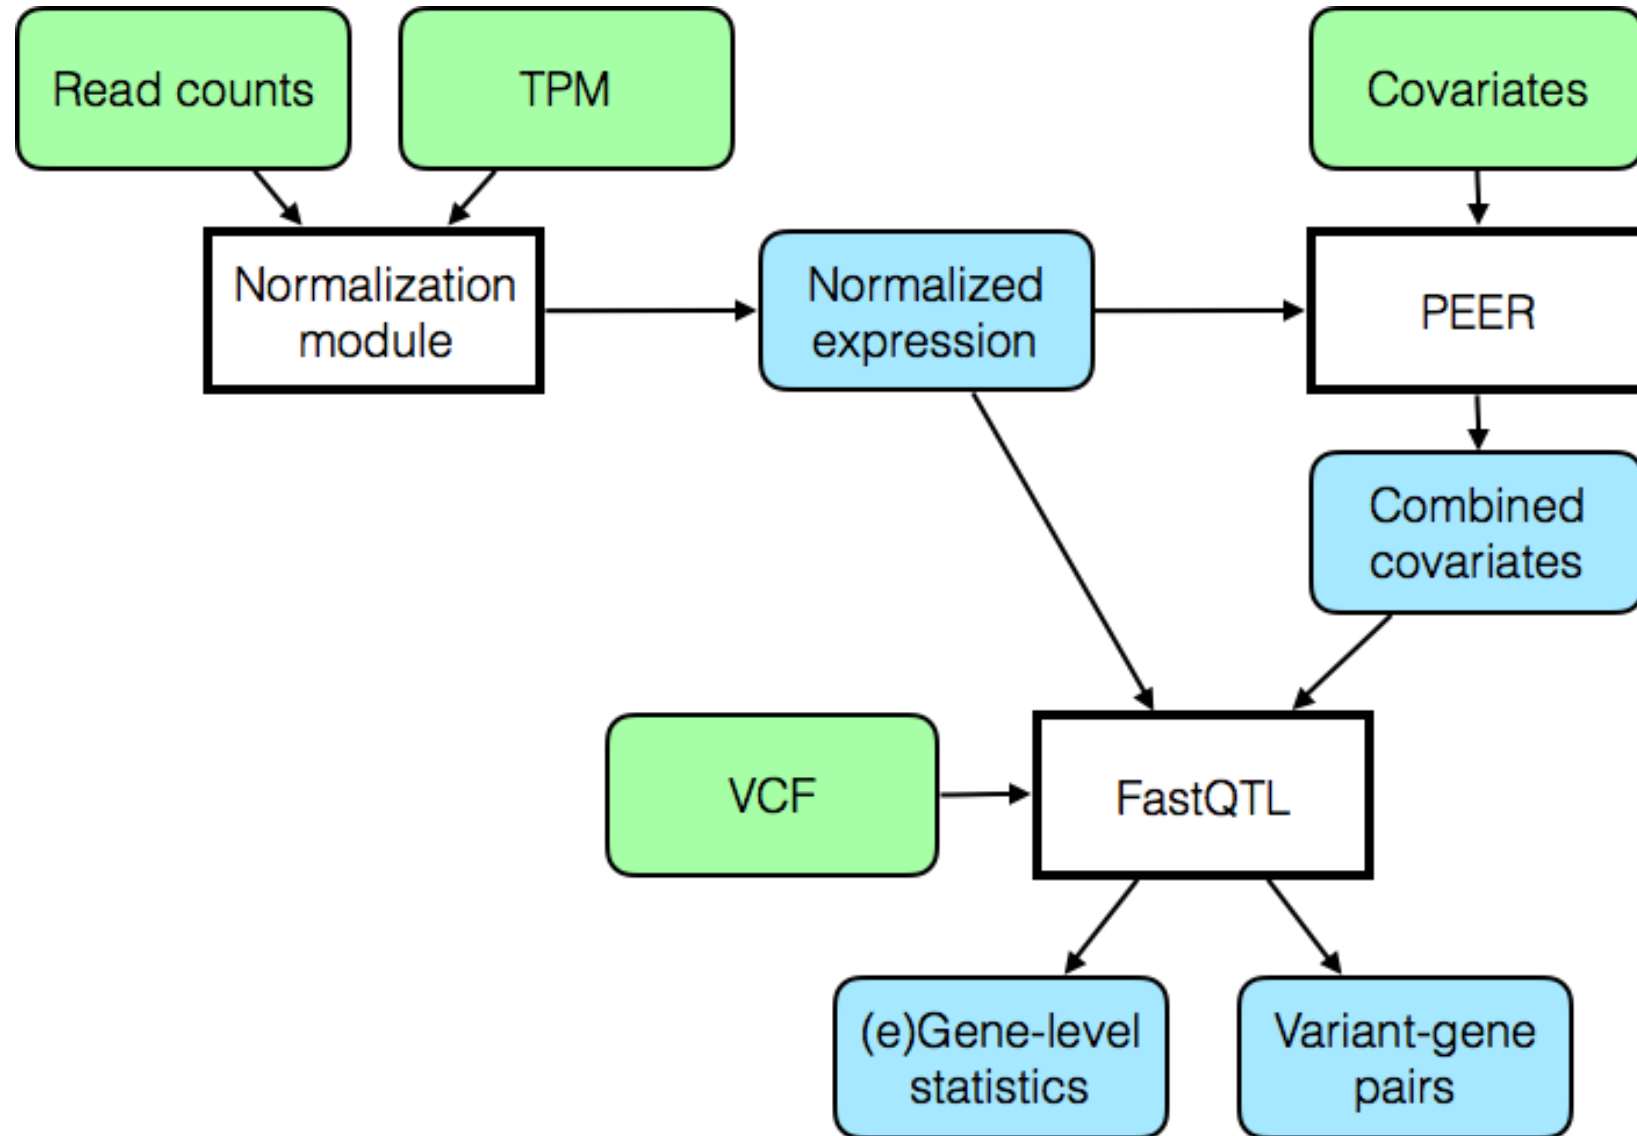 Read counts
TPM
Covariates
Normalization
module
Normalized
expression
PEER
Combined
covariates
VCF
FastQTL
(e)Gene-level
statistics
Variant-gene
pairs